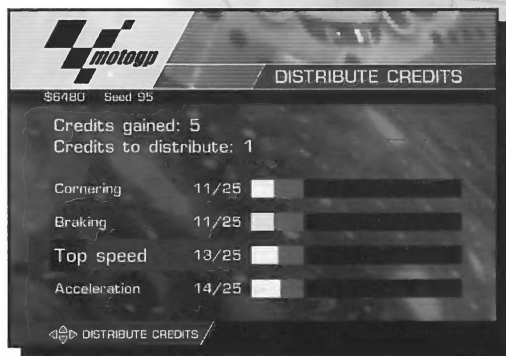 motogp
DISTRIBUTE CREDITS
$6480 Seed 95
Credits gained: 5
Credits to distribute: 1
Cornering 11/25
Braking 11/25
Top speed 13/25
Acceleration 14/25
DISTRIBUTE CREDITS